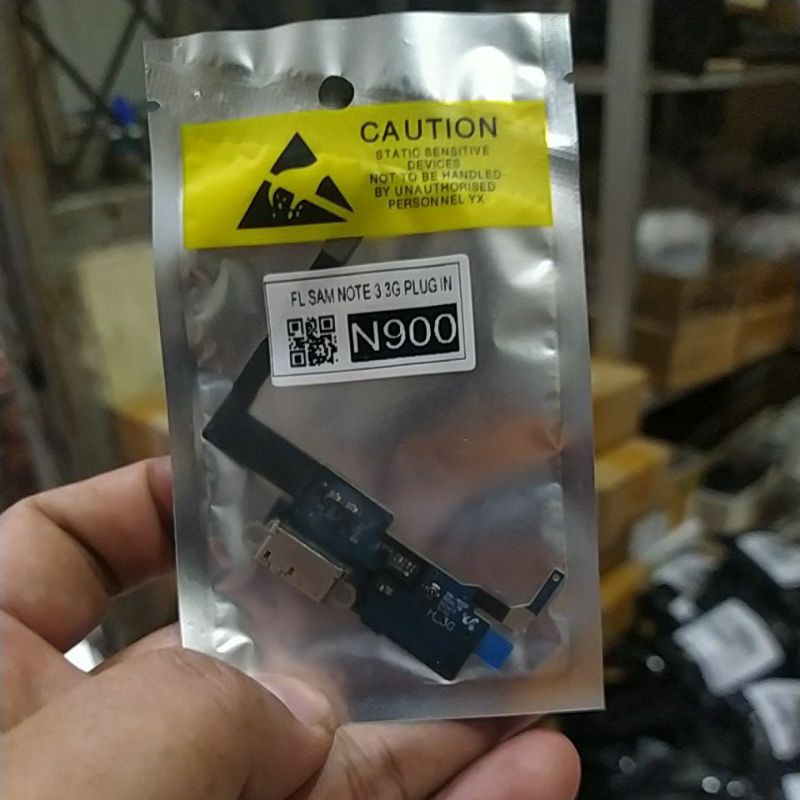 CAUTION
STATIC SENSITIVE
DEVICES
NOT TO BE HANDLED
BY UNAUTHORISED
PERSONNEL YX
FL SAM NOTE 3 3G PLUG IN
N900